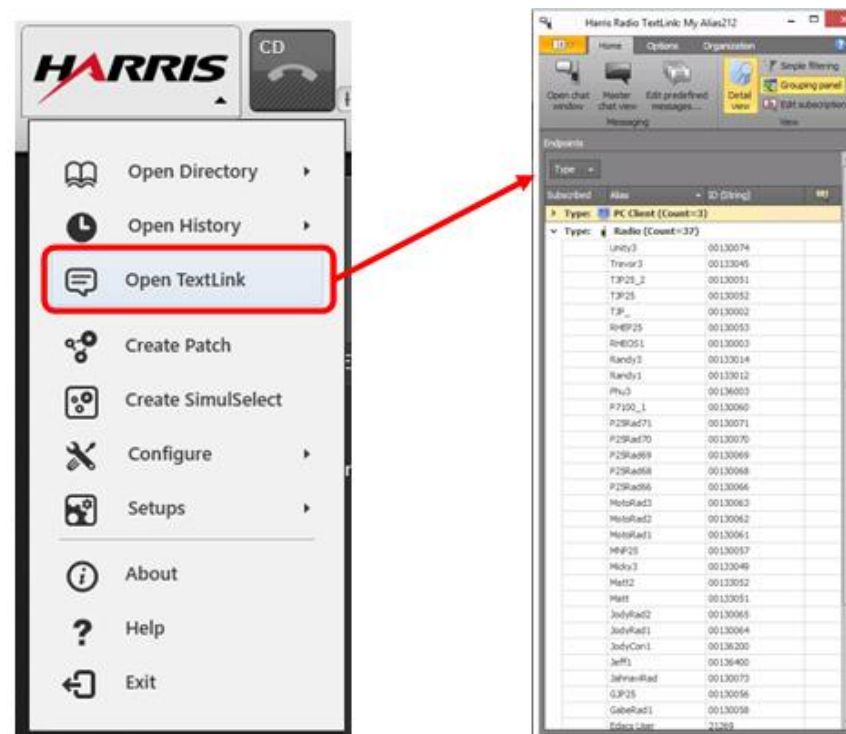 HARRIS
CD
Open Directory
Open History
Open TextLink
Create Patch
Create SimulSelect
Configure
Setups
About
Help
Exit
Harris Radio TextLink: My Alias212
Home Options Organization
Open chat window
Master chat view
Edit predefined messages...
Detail view
Simple filtering
Grouping panel
Edit subscription
Messaging
View
Endpoints
Type
Subscribed Alias ID (String)
Type: PC Client (Count=3)
Type: Radio (Count=37)
Unity3 00130074
Trevor3 00133045
TJP25_2 00130051
TJP25 00130052
TJP_ 00130002
RHEP25 00130053
RHEOS1 00130003
Randy3 00133014
Randy1 00133012
Phu3 00136003
P7100_1 00130060
P25Rad71 00130071
P25Rad70 00130070
P25Rad69 00130069
P25Rad68 00130068
P25Rad66 00130066
MotoRad3 00130063
MotoRad2 00130062
MotoRad1 00130061
MNP25 00130057
Micky3 00133049
Matt2 00133052
Matt 00133051
JodyRad2 00130065
JodyRad1 00130064
JodyCon1 00136200
Jeff1 00136400
JahnaviRad 00130073
GJP25 00130056
GabeRad1 00130058
Edacs User 21269